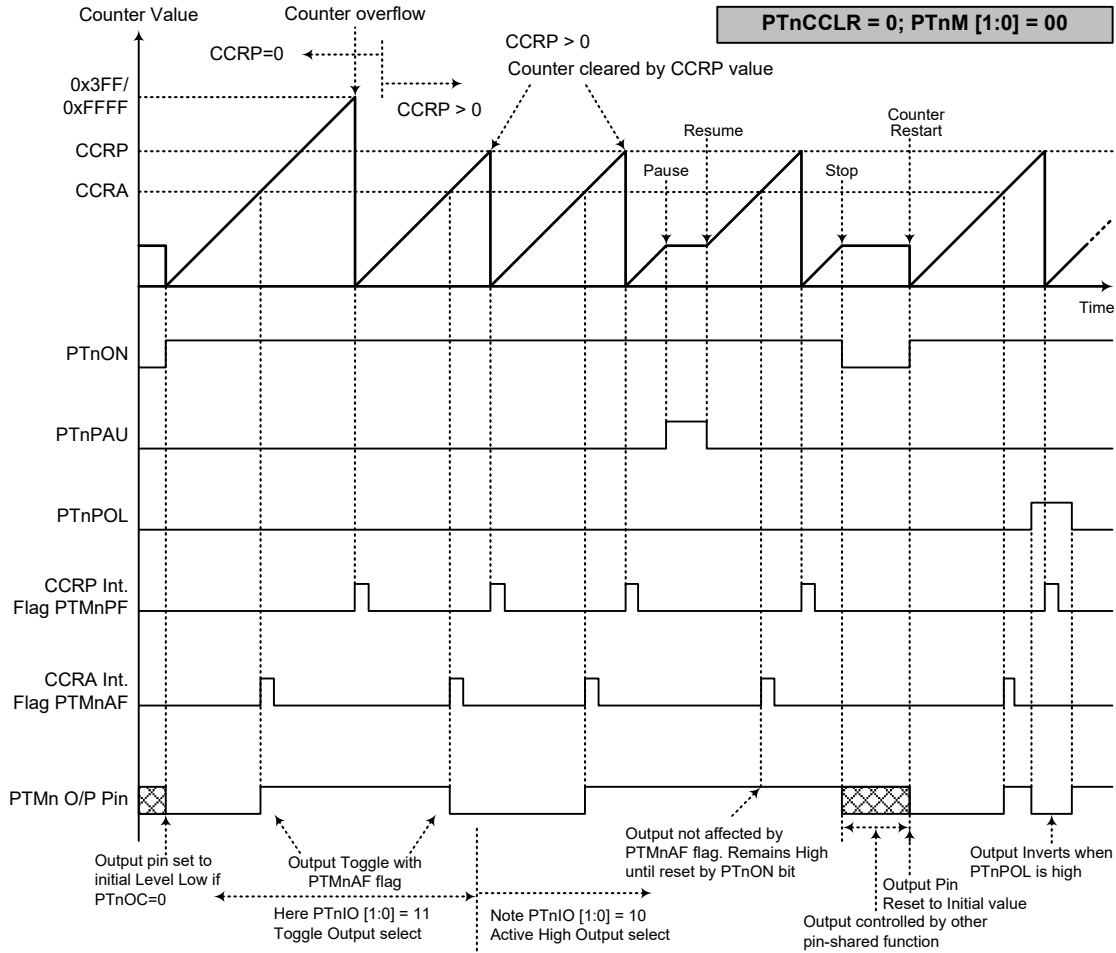 Counter Value
Counter overflow
PTnCCLR = 0; PTnM [1:0] = 00
CCRP=0
CCRP > 0
CCRP > 0
Counter cleared by CCRP value
0x3FF/
0xFFFF
CCRP
CCRA
Pause
Resume
Stop
Counter
Restart
Time
PTnON
PTnPAU
PTnPOL
CCRP Int.
Flag PTMnPF
CCRA Int.
Flag PTMnAF
PTMn O/P Pin
Output pin set to
initial Level Low if
PTnOC=0
Output Toggle with
PTMnAF flag
Here PTnIO [1:0] = 11
Toggle Output select
Note PTnIO [1:0] = 10
Active High Output select
Output not affected by
PTMnAF flag. Remains High
until reset by PTnON bit
Output controlled by other
pin-shared function
Output Pin
Reset to Initial value
Output Inverts when
PTnPOL is high